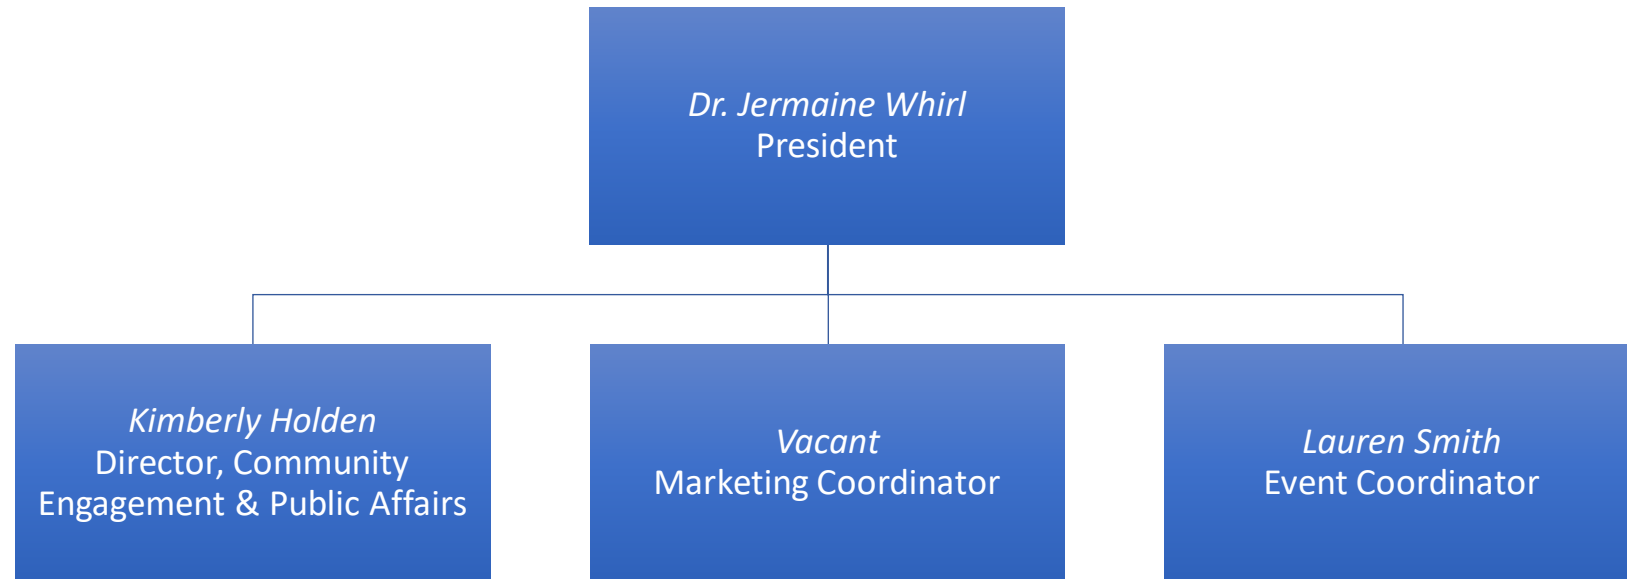 Dr. Jermaine Whirl
President
Kimberly Holden
Director, Community
Engagement & Public Affairs
Vacant
Marketing Coordinator
Lauren Smith
Event Coordinator